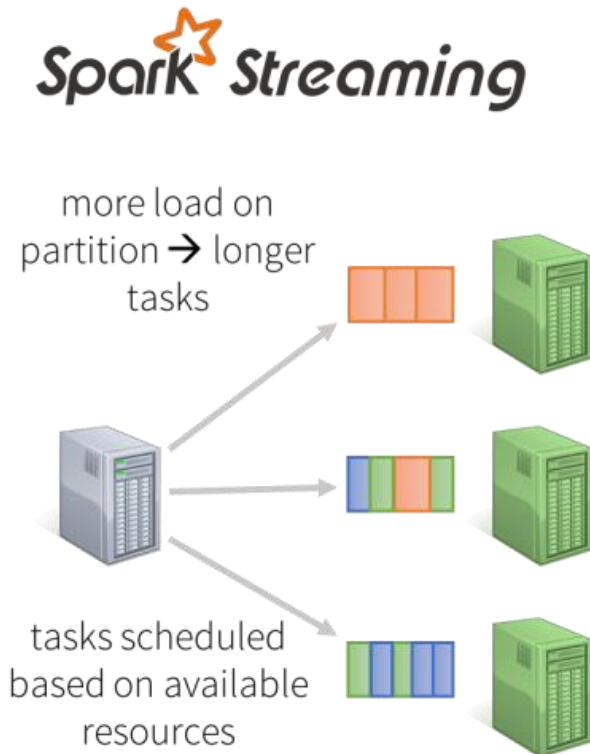 Spark Streaming
more load on
partition → longer
tasks
tasks scheduled
based on available
resources